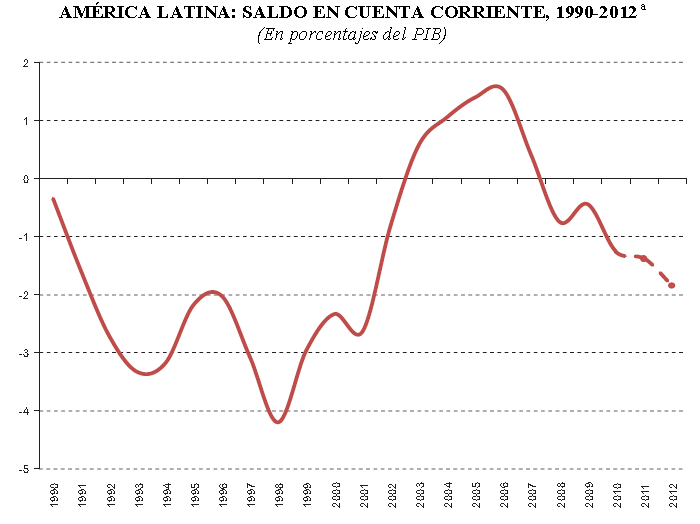 AMÉRICA LATINA: SALDO EN CUENTA CORRIENTE, 1990-2012 a
(En porcentajes del PIB)
2
1
0
-1
-2
-3
-4
-5
1990 1991 1992 1993 1994 1995 1996 1997 1998 1999 2000 2001 2002 2003 2004 2005 2006 2007 2008 2009 2010 2011 2012